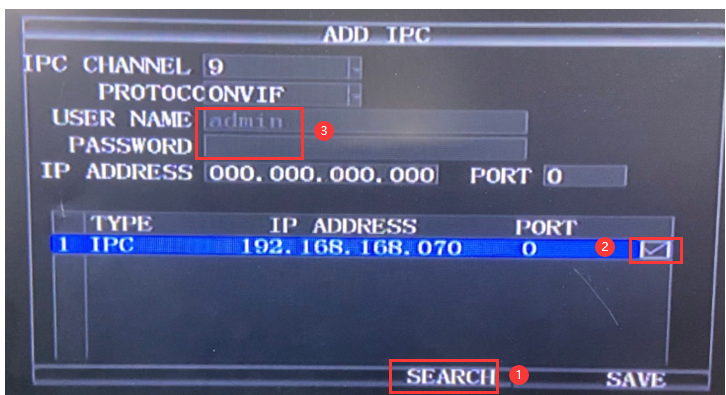 ADD IPC
IPC CHANNEL 9
PROTOCCONVIF
USER NAME admin 3
PASSWORD
IP ADDRESS 000.000.000.000 PORT 0
TYPE IP ADDRESS PORT
1 IPC 192.168.168.070 0 2
SEARCH 1 SAVE